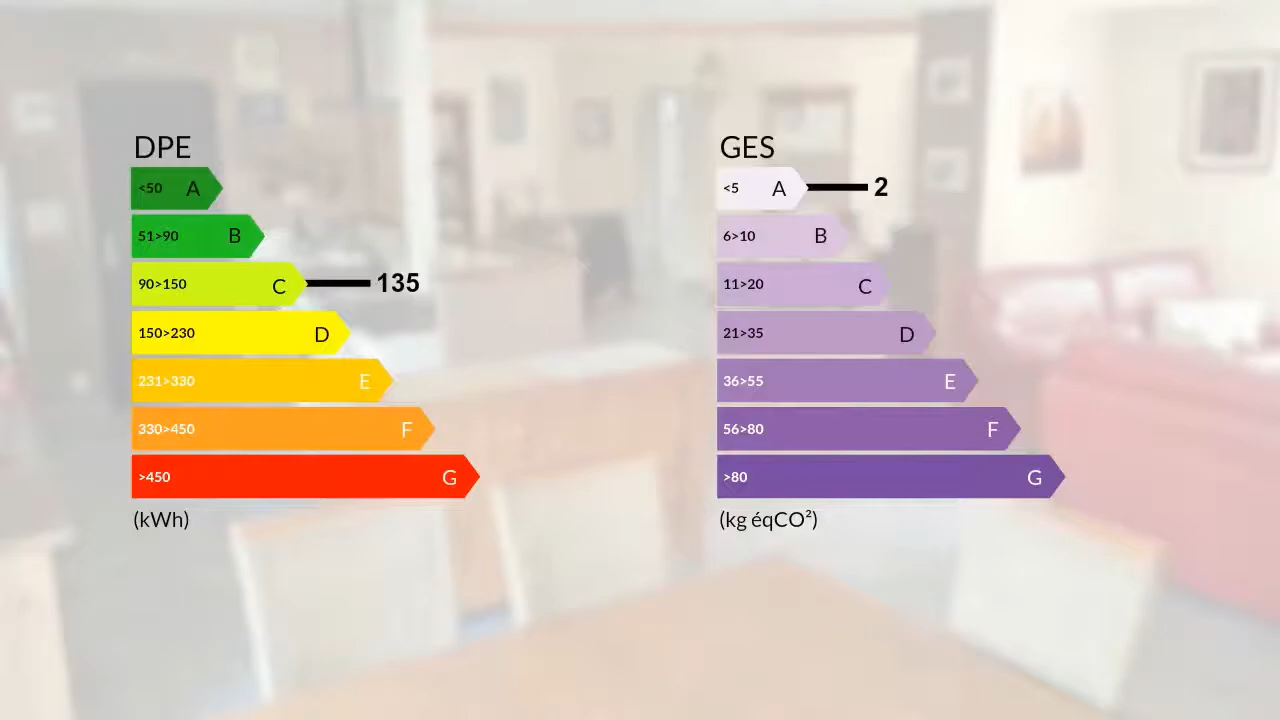 DPE
<50 A
51>90 B
90>150 C 135
150>230 D
231>330 E
330>450 F
>450 G
(kWh)
GES
<5 A 2
6>10 B
11>20 C
21>35 D
36>55 E
56>80 F
>80 G
(kg éqCO²)